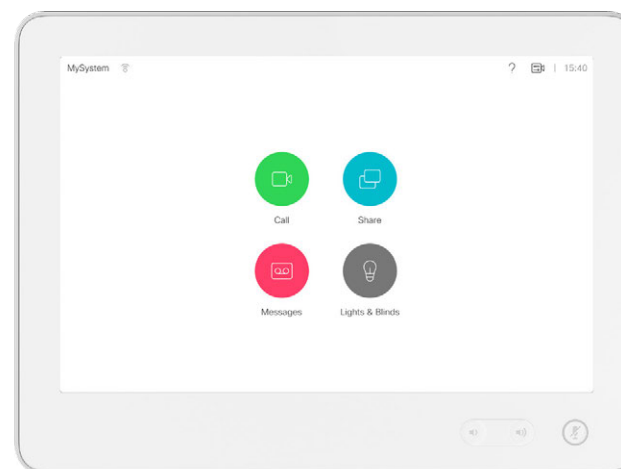 MySystem
? | 15:40
Call
Share
Messages
Lights & Blinds